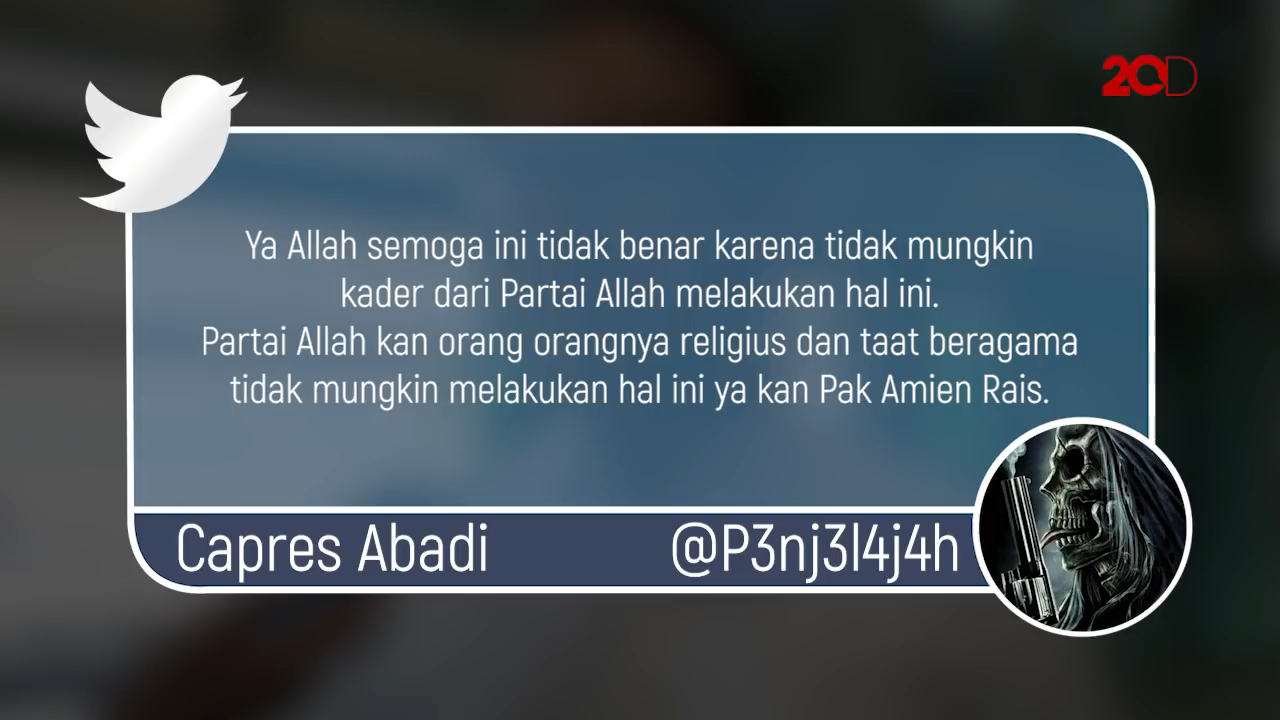 20D
Ya Allah semoga ini tidak benar karena tidak mungkin
kader dari Partai Allah melakukan hal ini.
Partai Allah kan orang orangnya religius dan taat beragama
tidak mungkin melakukan hal ini ya kan Pak Amien Rais.
Capres Abadi
@P3nj3l4j4h